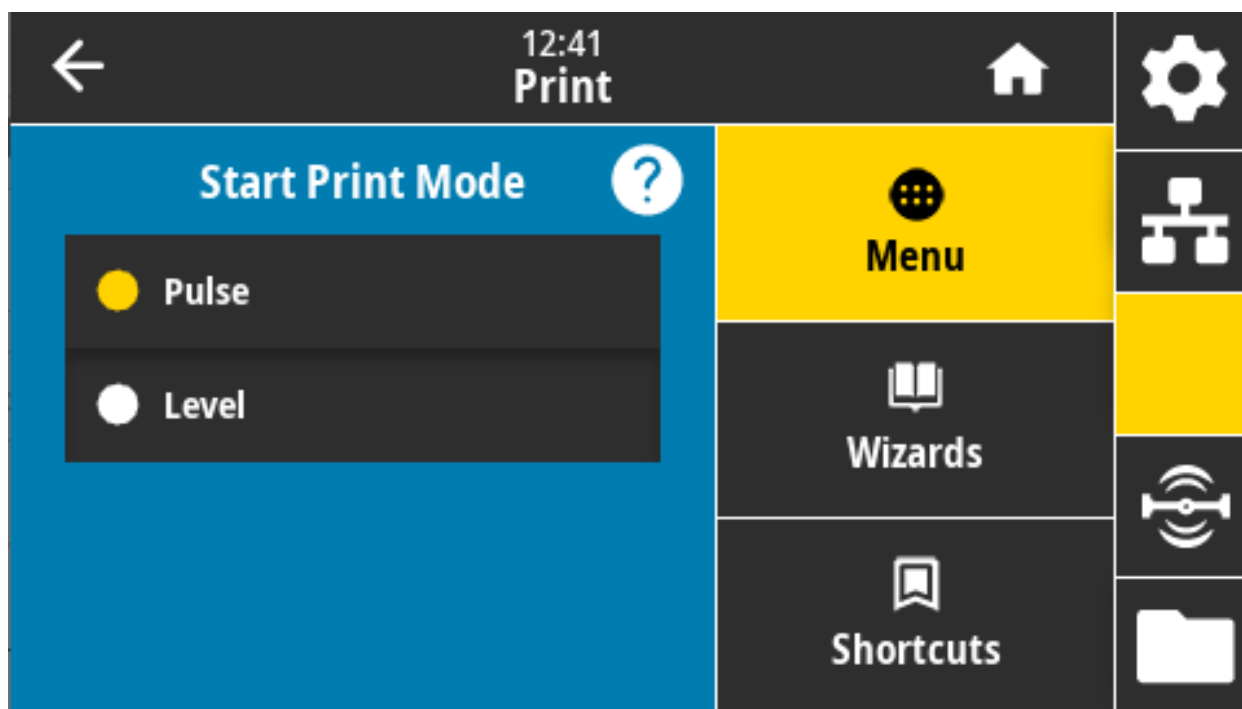 12:41
Print
Start Print Mode
?
Pulse
Level
Menu
Wizards
Shortcuts